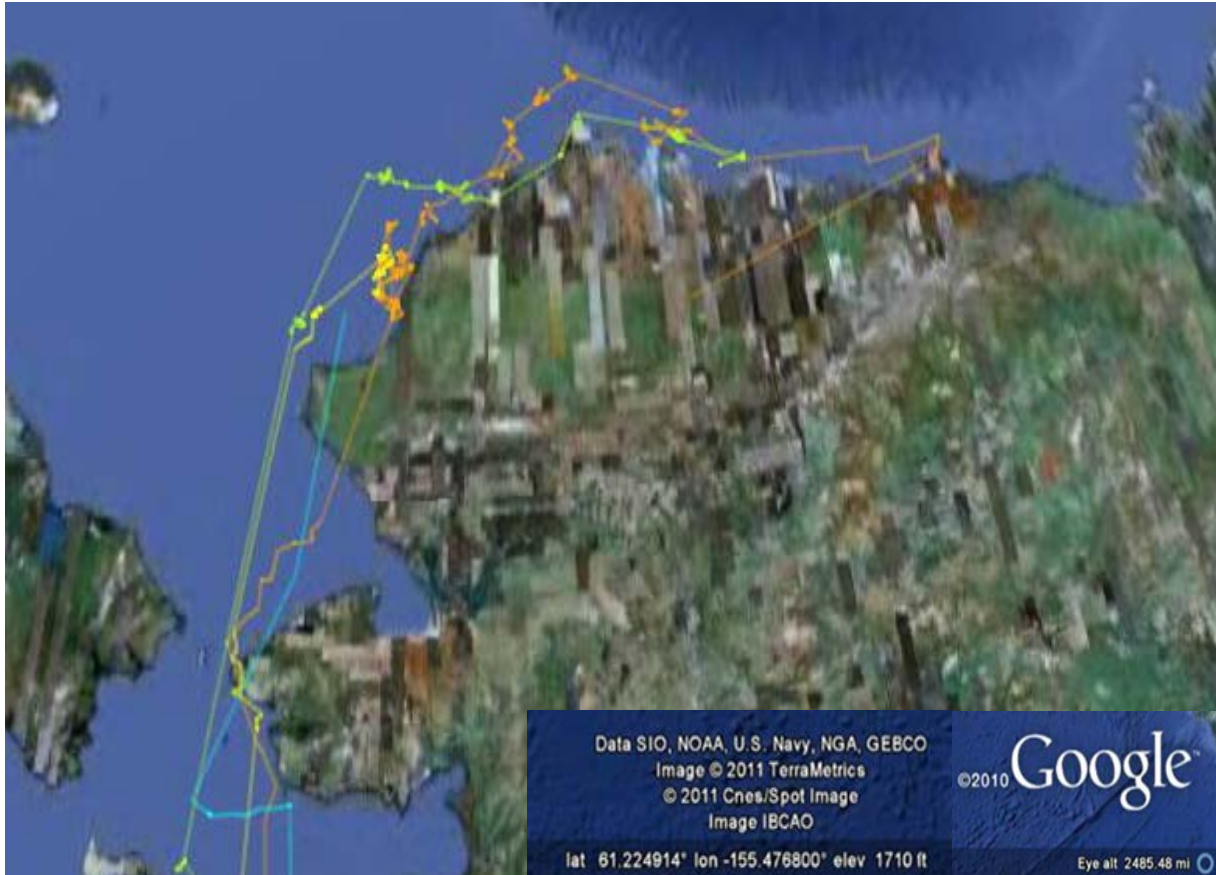 Data SIO, NOAA, U.S. Navy, NGA, GEBCO
Image © 2011 TerraMetrics
© 2011 Cnes/Spot Image
Image IBCAO
lat 61.224914° lon -155.476800° elev 1710 ft
©2010 Google™
Eye alt 2485.48 mi